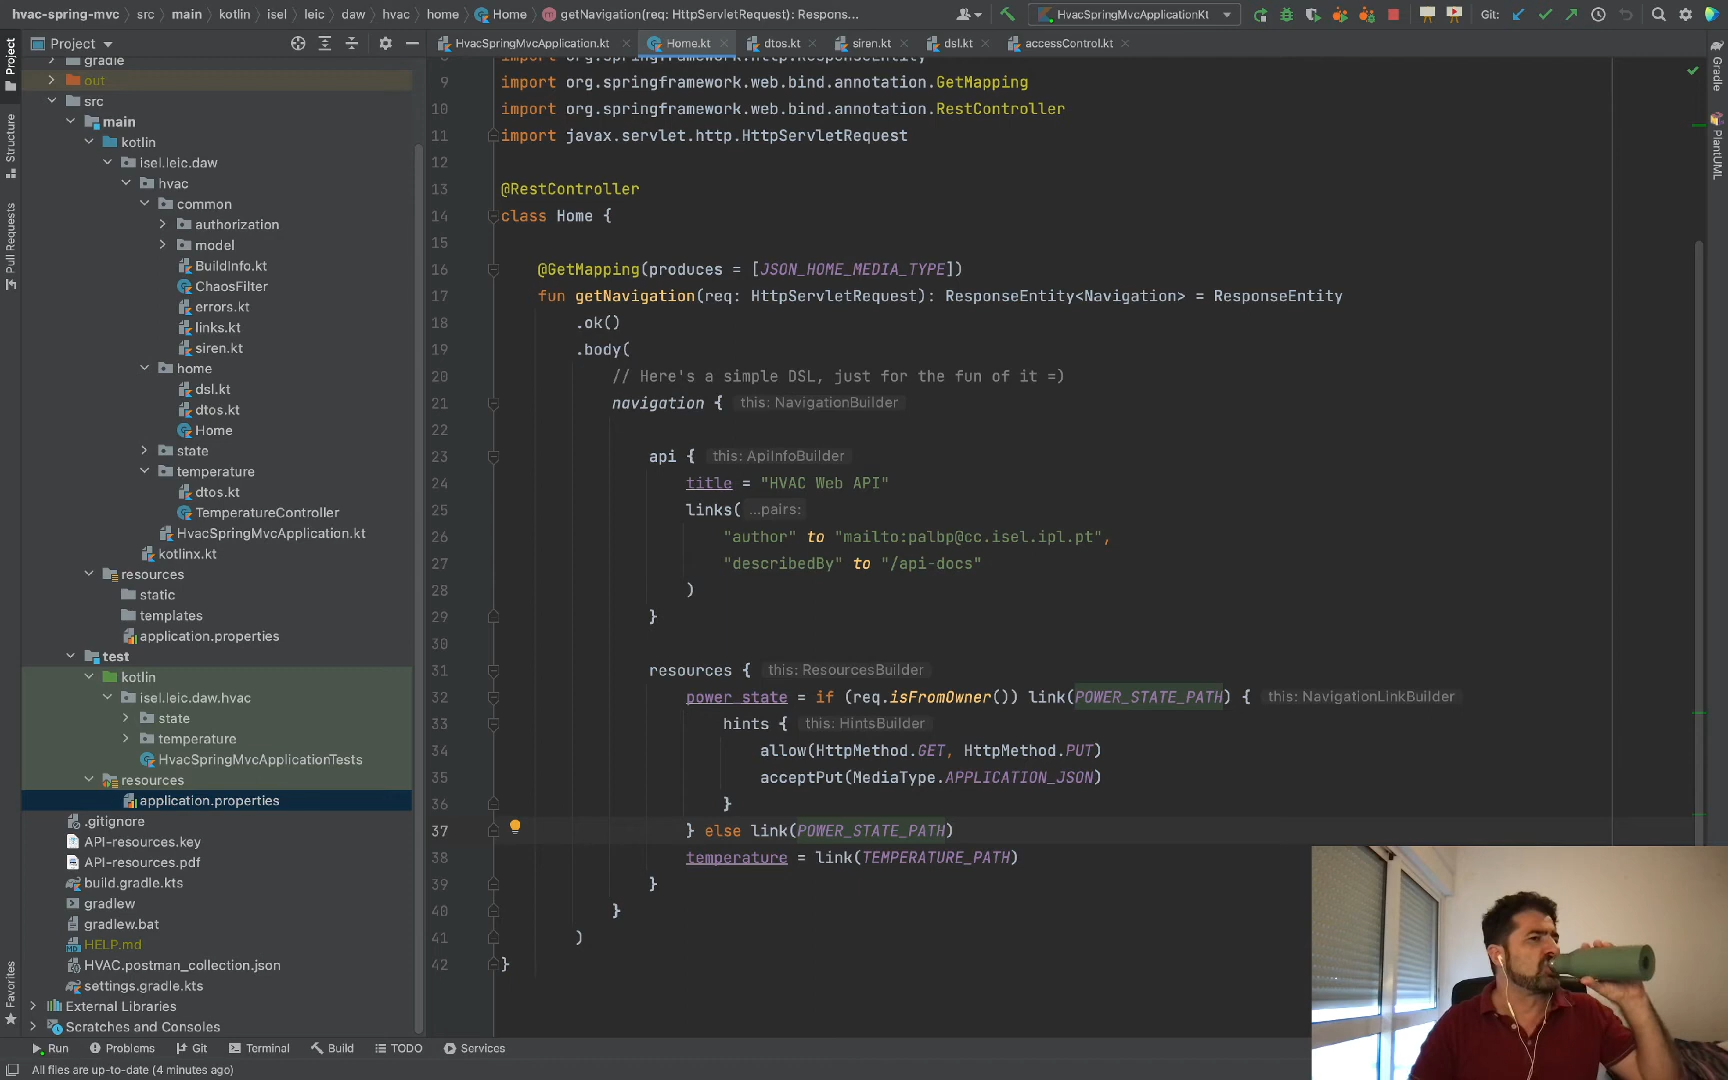 hvac-spring-mvc › src › main › kotlin › isel › leic › daw › hvac › home › Home › getNavigation(req: HttpServletRequest): Respons...
HvacSpringMvcApplicationKt
Git:
Project
HvacSpringMvcApplication.kt
Home.kt
dtos.kt
siren.kt
dsl.kt
accessControl.kt
Project
Structure
Pull Requests
Favorites
Gradle
PlantUML
gradle
out
src
main
kotlin
isel.leic.daw
hvac
common
authorization
model
BuildInfo.kt
ChaosFilter
errors.kt
links.kt
siren.kt
home
dsl.kt
dtos.kt
Home
state
temperature
dtos.kt
TemperatureController
HvacSpringMvcApplication.kt
kotlinx.kt
resources
static
templates
application.properties
test
kotlin
isel.leic.daw.hvac
state
temperature
HvacSpringMvcApplicationTests
resources
application.properties
.gitignore
API-resources.key
API-resources.pdf
build.gradle.kts
gradlew
gradlew.bat
HELP.md
HVAC.postman_collection.json
settings.gradle.kts
External Libraries
Scratches and Consoles
9 import org.springframework.web.bind.annotation.GetMapping
10 import org.springframework.web.bind.annotation.RestController
11 import javax.servlet.http.HttpServletRequest
12
13 @RestController
14 class Home {
15
16 @GetMapping(produces = [JSON_HOME_MEDIA_TYPE])
17 fun getNavigation(req: HttpServletRequest): ResponseEntity<Navigation> = ResponseEntity
18 .ok()
19 .body(
20 // Here's a simple DSL, just for the fun of it =)
21 navigation { this: NavigationBuilder
22
23 api { this: ApiInfoBuilder
24 title = "HVAC Web API"
25 links( ...pairs:
26 "author" to "mailto:palbp@cc.isel.ipl.pt",
27 "describedBy" to "/api-docs"
28 )
29 }
30
31 resources { this: ResourcesBuilder
32 power_state = if (req.isFromOwner()) link(POWER_STATE_PATH) { this: NavigationLinkBuilder
33 hints { this: HintsBuilder
34 allow(HttpMethod.GET, HttpMethod.PUT)
35 acceptPut(MediaType.APPLICATION_JSON)
36 }
37 } else link(POWER_STATE_PATH)
38 temperature = link(TEMPERATURE_PATH)
39 }
40 }
41 )
42 }
Run
Problems
Git
Terminal
Build
TODO
Services
All files are up-to-date (4 minutes ago)